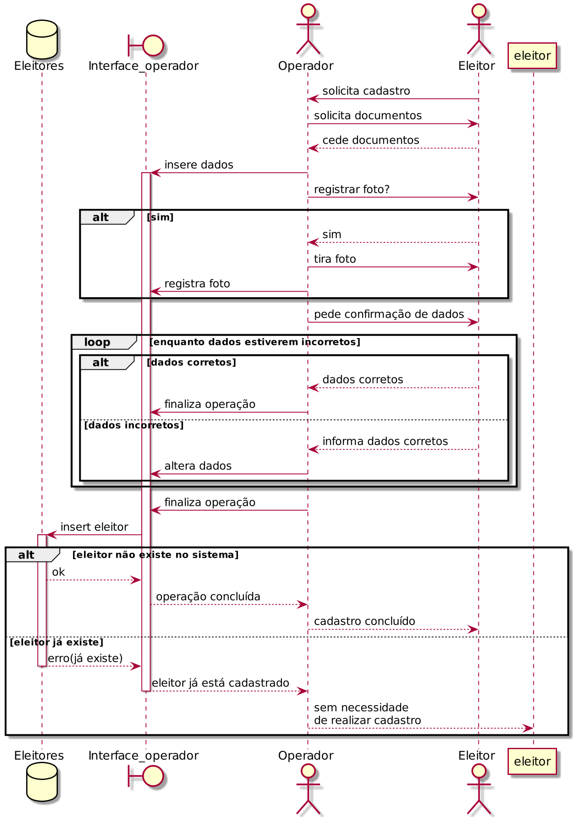 Eleitores
Interface_operador
Operador
Eleitor
eleitor
solicita cadastro
solicita documentos
cede documentos
insere dados
registrar foto?
alt [sim]
sim
tira foto
registra foto
pede confirmação de dados
loop [enquanto dados estiverem incorretos]
alt [dados corretos]
dados corretos
finaliza operação
[dados incorretos]
informa dados corretos
altera dados
finaliza operação
insert eleitor
alt [eleitor não existe no sistema]
ok
operação concluída
cadastro concluído
[eleitor já existe]
erro(já existe)
eleitor já está cadastrado
sem necessidade
de realizar cadastro
Eleitores
Interface_operador
Operador
Eleitor
eleitor